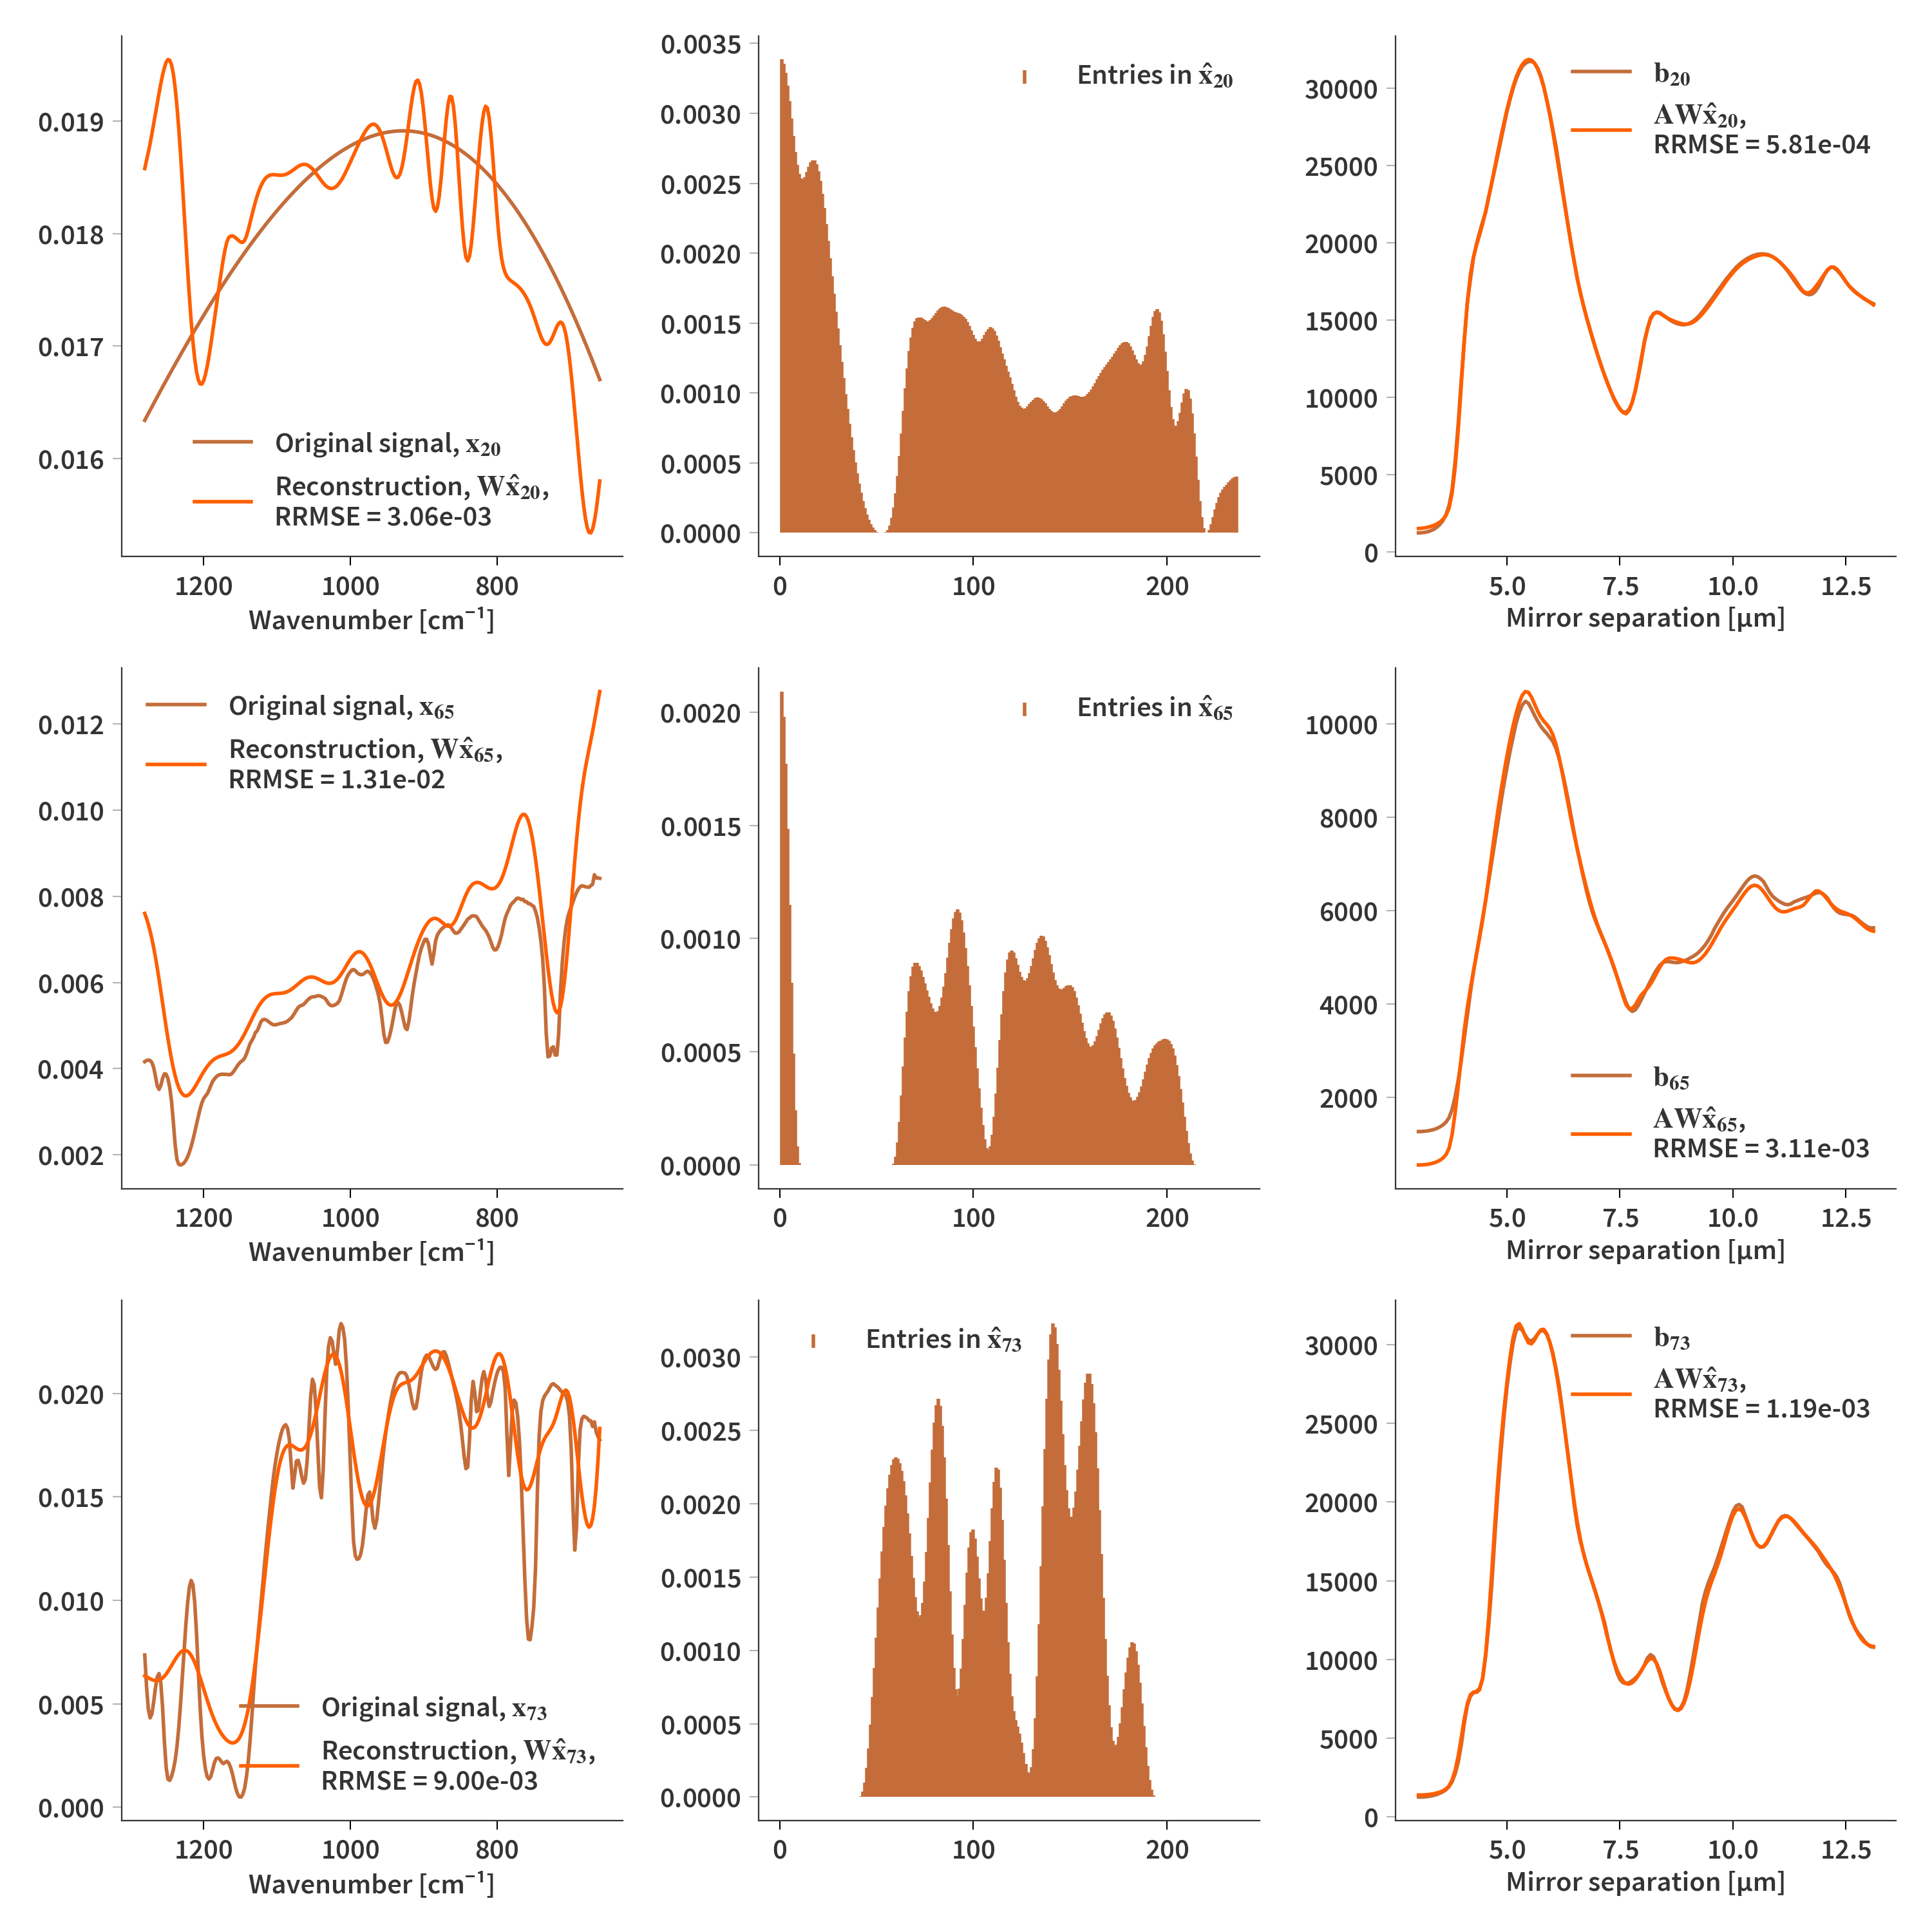 0.019
0.018
0.017
0.016
Original signal, x₂₀
Reconstruction, Wx̂₂₀,
RRMSE = 3.06e-03
1200 1000 800
Wavenumber [cm⁻¹]
0.0035
0.0030
0.0025
0.0020
0.0015
0.0010
0.0005
0.0000
Entries in x̂₂₀
0 100 200
30000
25000
20000
15000
10000
5000
0
b₂₀
AWx̂₂₀,
RRMSE = 5.81e-04
5.0 7.5 10.0 12.5
Mirror separation [μm]
0.012
0.010
0.008
0.006
0.004
0.002
Original signal, x₆₅
Reconstruction, Wx̂₆₅,
RRMSE = 1.31e-02
1200 1000 800
Wavenumber [cm⁻¹]
0.0020
0.0015
0.0010
0.0005
0.0000
Entries in x̂₆₅
0 100 200
10000
8000
6000
4000
2000
b₆₅
AWx̂₆₅,
RRMSE = 3.11e-03
5.0 7.5 10.0 12.5
Mirror separation [μm]
0.020
0.015
0.010
0.005
0.000
Original signal, x₇₃
Reconstruction, Wx̂₇₃,
RRMSE = 9.00e-03
1200 1000 800
Wavenumber [cm⁻¹]
0.0030
0.0025
0.0020
0.0015
0.0010
0.0005
0.0000
Entries in x̂₇₃
0 100 200
30000
25000
20000
15000
10000
5000
0
b₇₃
AWx̂₇₃,
RRMSE = 1.19e-03
5.0 7.5 10.0 12.5
Mirror separation [μm]